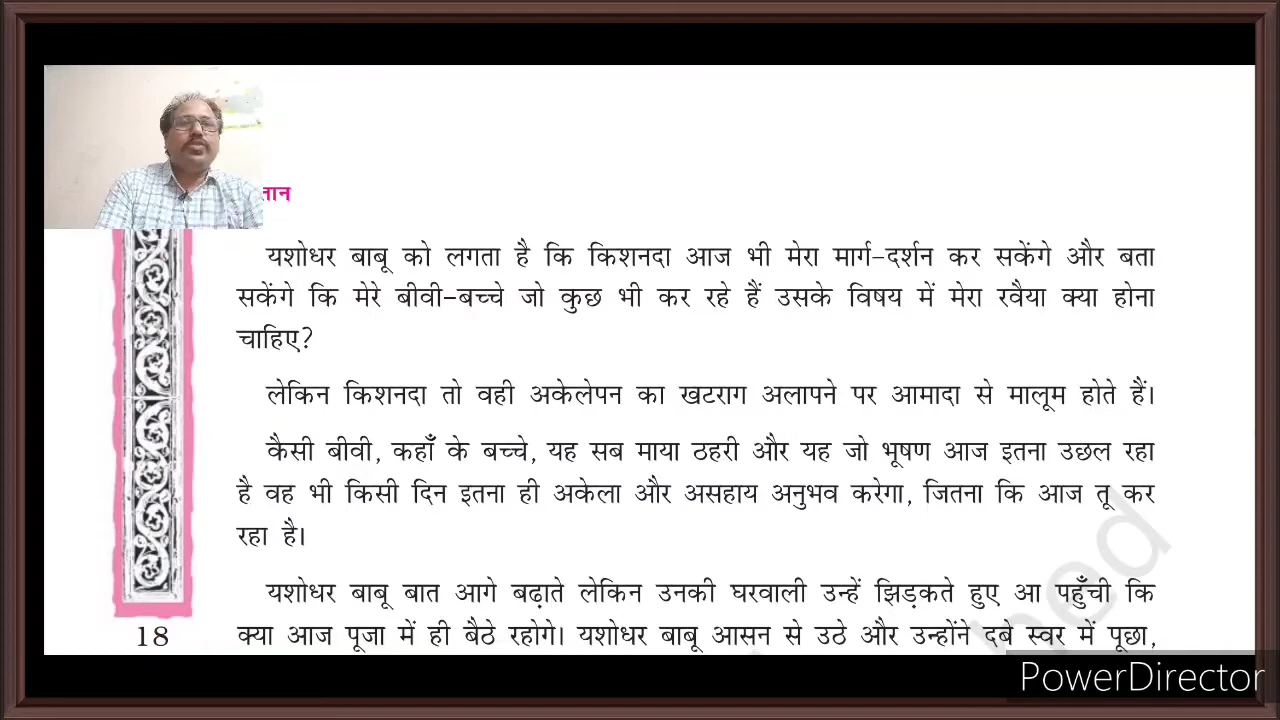 तान
यशोधर बाबू को लगता है कि किशनदा आज भी मेरा मार्ग-दर्शन कर सकेंगे और बता
सकेंगे कि मेरे बीवी-बच्चे जो कुछ भी कर रहे हैं उसके विषय में मेरा रवैया क्या होना
चाहिए?
लेकिन किशनदा तो वही अकेलेपन का खटराग अलापने पर आमादा से मालूम होते हैं।
कैसी बीवी, कहाँ के बच्चे, यह सब माया ठहरी और यह जो भूषण आज इतना उछल रहा
है वह भी किसी दिन इतना ही अकेला और असहाय अनुभव करेगा, जितना कि आज तू कर
रहा है।
यशोधर बाबू बात आगे बढ़ाते लेकिन उनकी घरवाली उन्हें झिड़कते हुए आ पहुँची कि
क्या आज पूजा में ही बैठे रहोगे। यशोधर बाबू आसन से उठे और उन्होंने दबे स्वर में पूछा,
18
PowerDirector